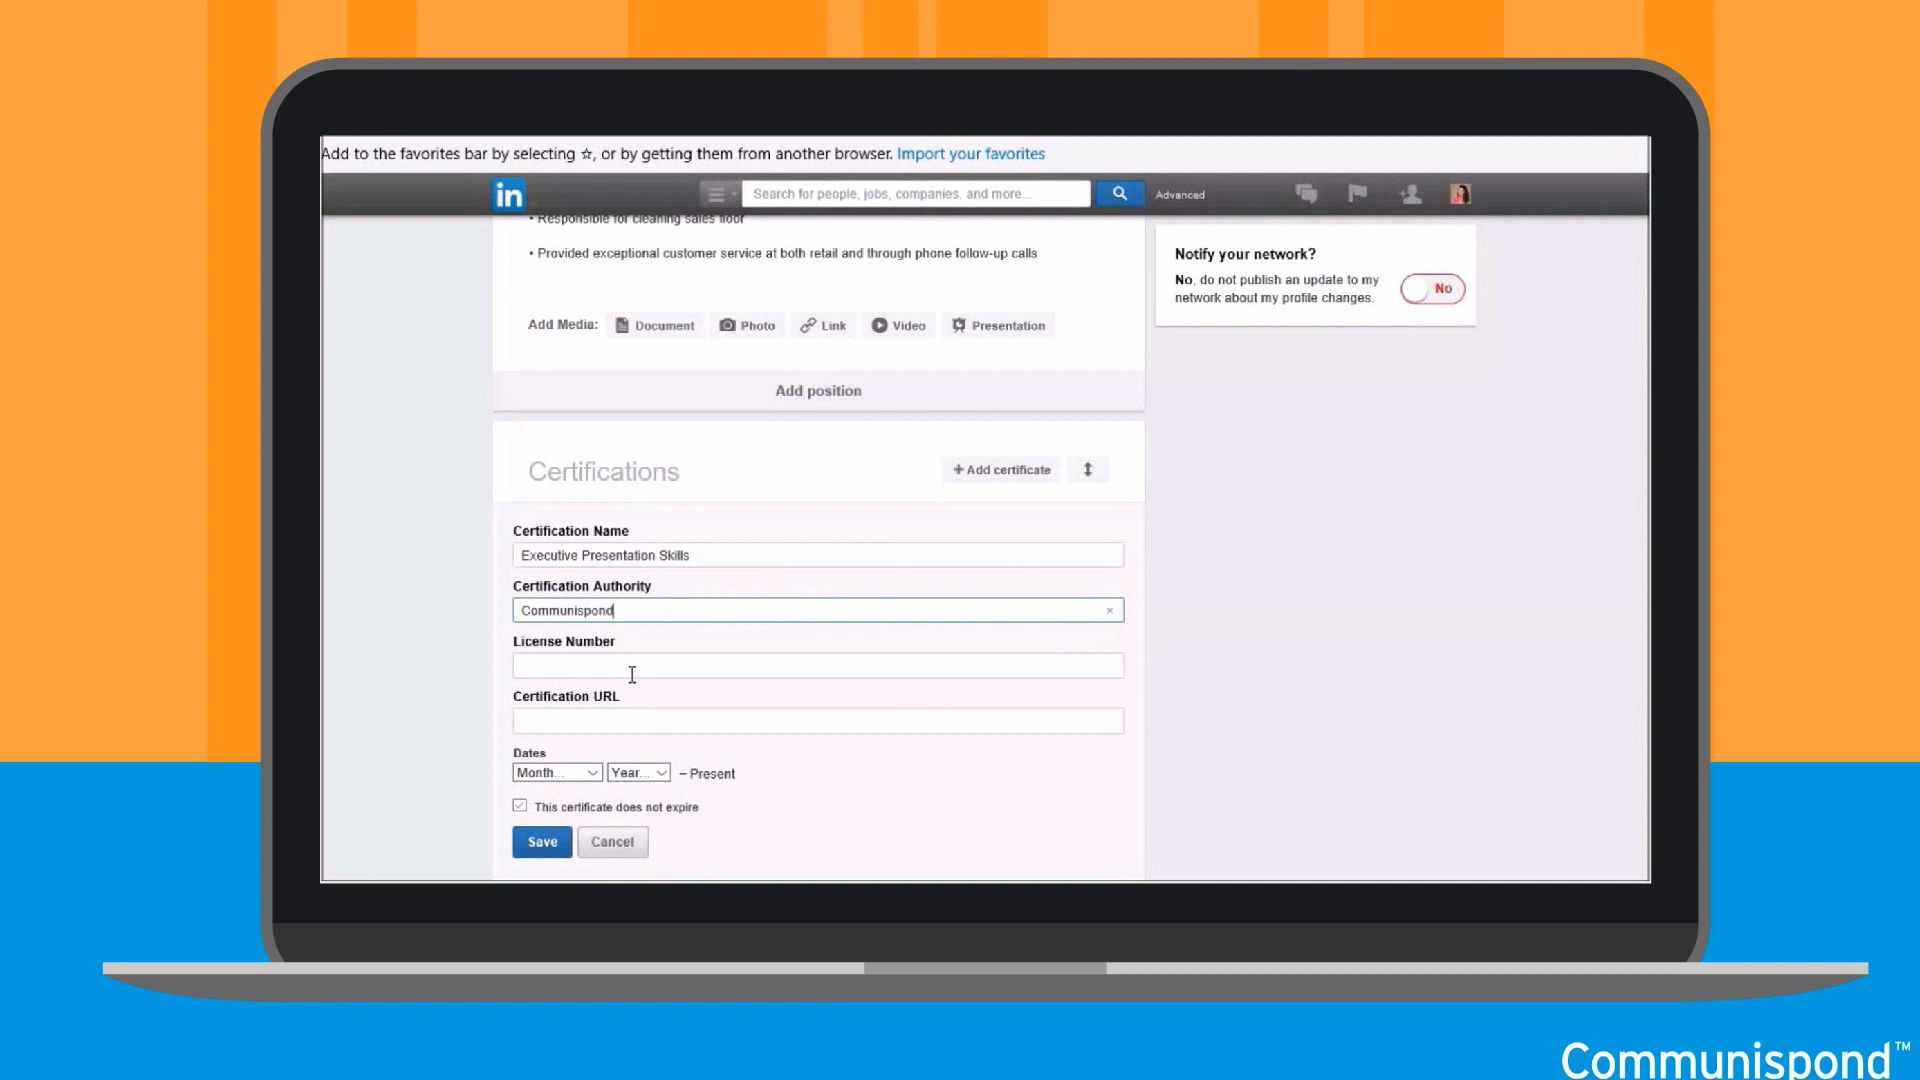 Add to the favorites bar by selecting ☆, or by getting them from another browser. Import your favorites
in Search for people, jobs, companies, and more... Advanced
• Responsible for cleaning sales floor
• Provided exceptional customer service at both retail and through phone follow-up calls
Add Media: Document Photo Link Video Presentation
Add position
Notify your network?
No, do not publish an update to my
network about my profile changes.
No
Certifications
+ Add certificate
Certification Name
Executive Presentation Skills
Certification Authority
Communispond ×
License Number
Certification URL
Dates
Month... Year... – Present
This certificate does not expire
Save Cancel
Communispond™